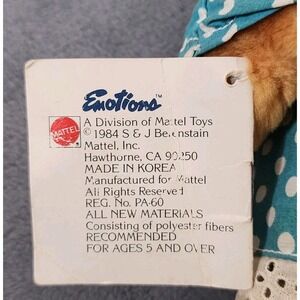 Emotions™
A Division of Mattel Toys
© 1984 S & J Berenstain
MATTEL
Mattel, Inc.
Hawthorne, CA 90250
MADE IN KOREA
Manufactured for Mattel
All Rights Reserved
REG. No. PA-60
ALL NEW MATERIALS
Consisting of polyester fibers
RECOMMENDED
FOR AGES 5 AND OVER